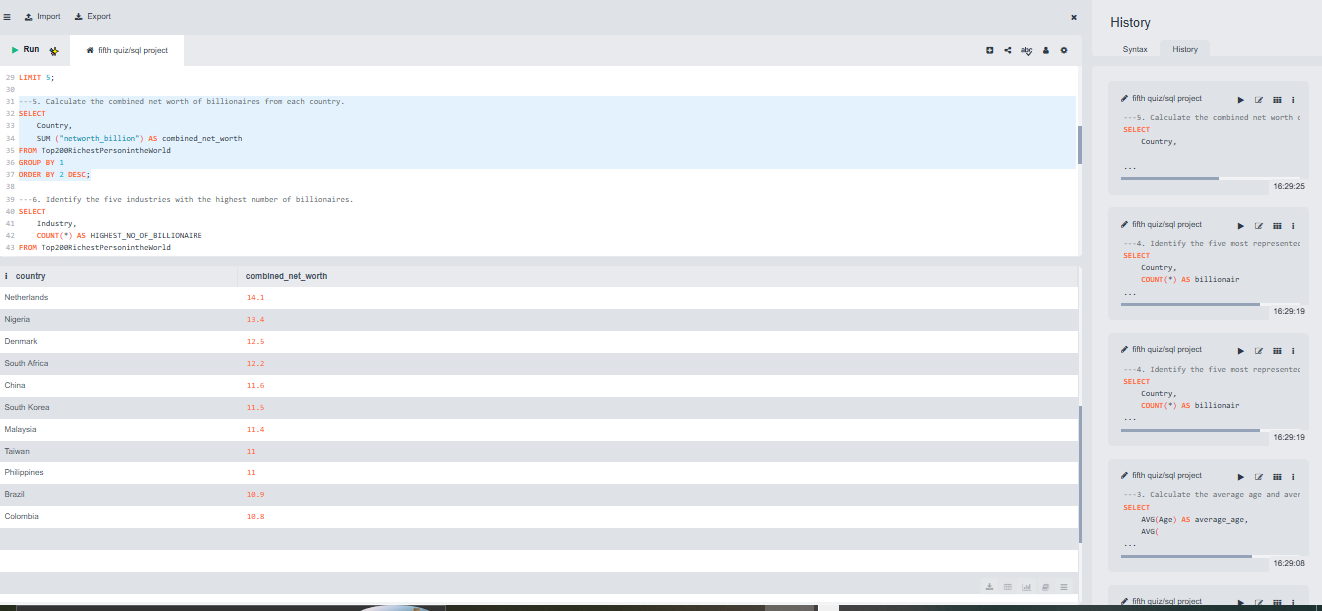 Import Export
Run fifth quiz/sql project
abc
29 LIMIT 5;
30
31 ---5. Calculate the combined net worth of billionaires from each country.
32 SELECT
33 Country,
34 SUM ("networth_billion") AS combined_net_worth
35 FROM Top200RichestPersonintheWorld
36 GROUP BY 1
37 ORDER BY 2 DESC;
38
39 ---6. Identify the five industries with the highest number of billionaires.
40 SELECT
41 Industry,
42 COUNT(*) AS HIGHEST_NO_OF_BILLIONAIRE
43 FROM Top200RichestPersonintheWorld
country combined_net_worth
Netherlands 14.1
Nigeria 13.4
Denmark 12.5
South Africa 12.2
China 11.6
South Korea 11.5
Malaysia 11.4
Taiwan 11
Philippines 11
Brazil 10.9
Colombia 10.8
History
Syntax History
fifth quiz/sql project
---5. Calculate the combined net worth c
SELECT
Country,
...
16:29:25
fifth quiz/sql project
---4. Identify the five most represented
SELECT
Country,
COUNT(*) AS billionair
...
16:29:19
fifth quiz/sql project
---4. Identify the five most represented
SELECT
Country,
COUNT(*) AS billionair
...
16:29:19
fifth quiz/sql project
---3. Calculate the average age and aver
SELECT
AVG(Age) AS average_age,
AVG(
...
16:29:08
fifth quiz/sql project